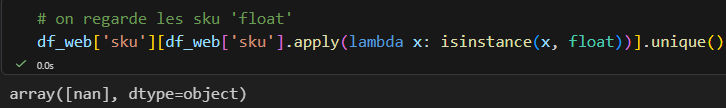 # on regarde les sku 'float'
df_web['sku'][df_web['sku'].apply(lambda x: isinstance(x, float))].unique()
✓ 0.0s
array([nan], dtype=object)